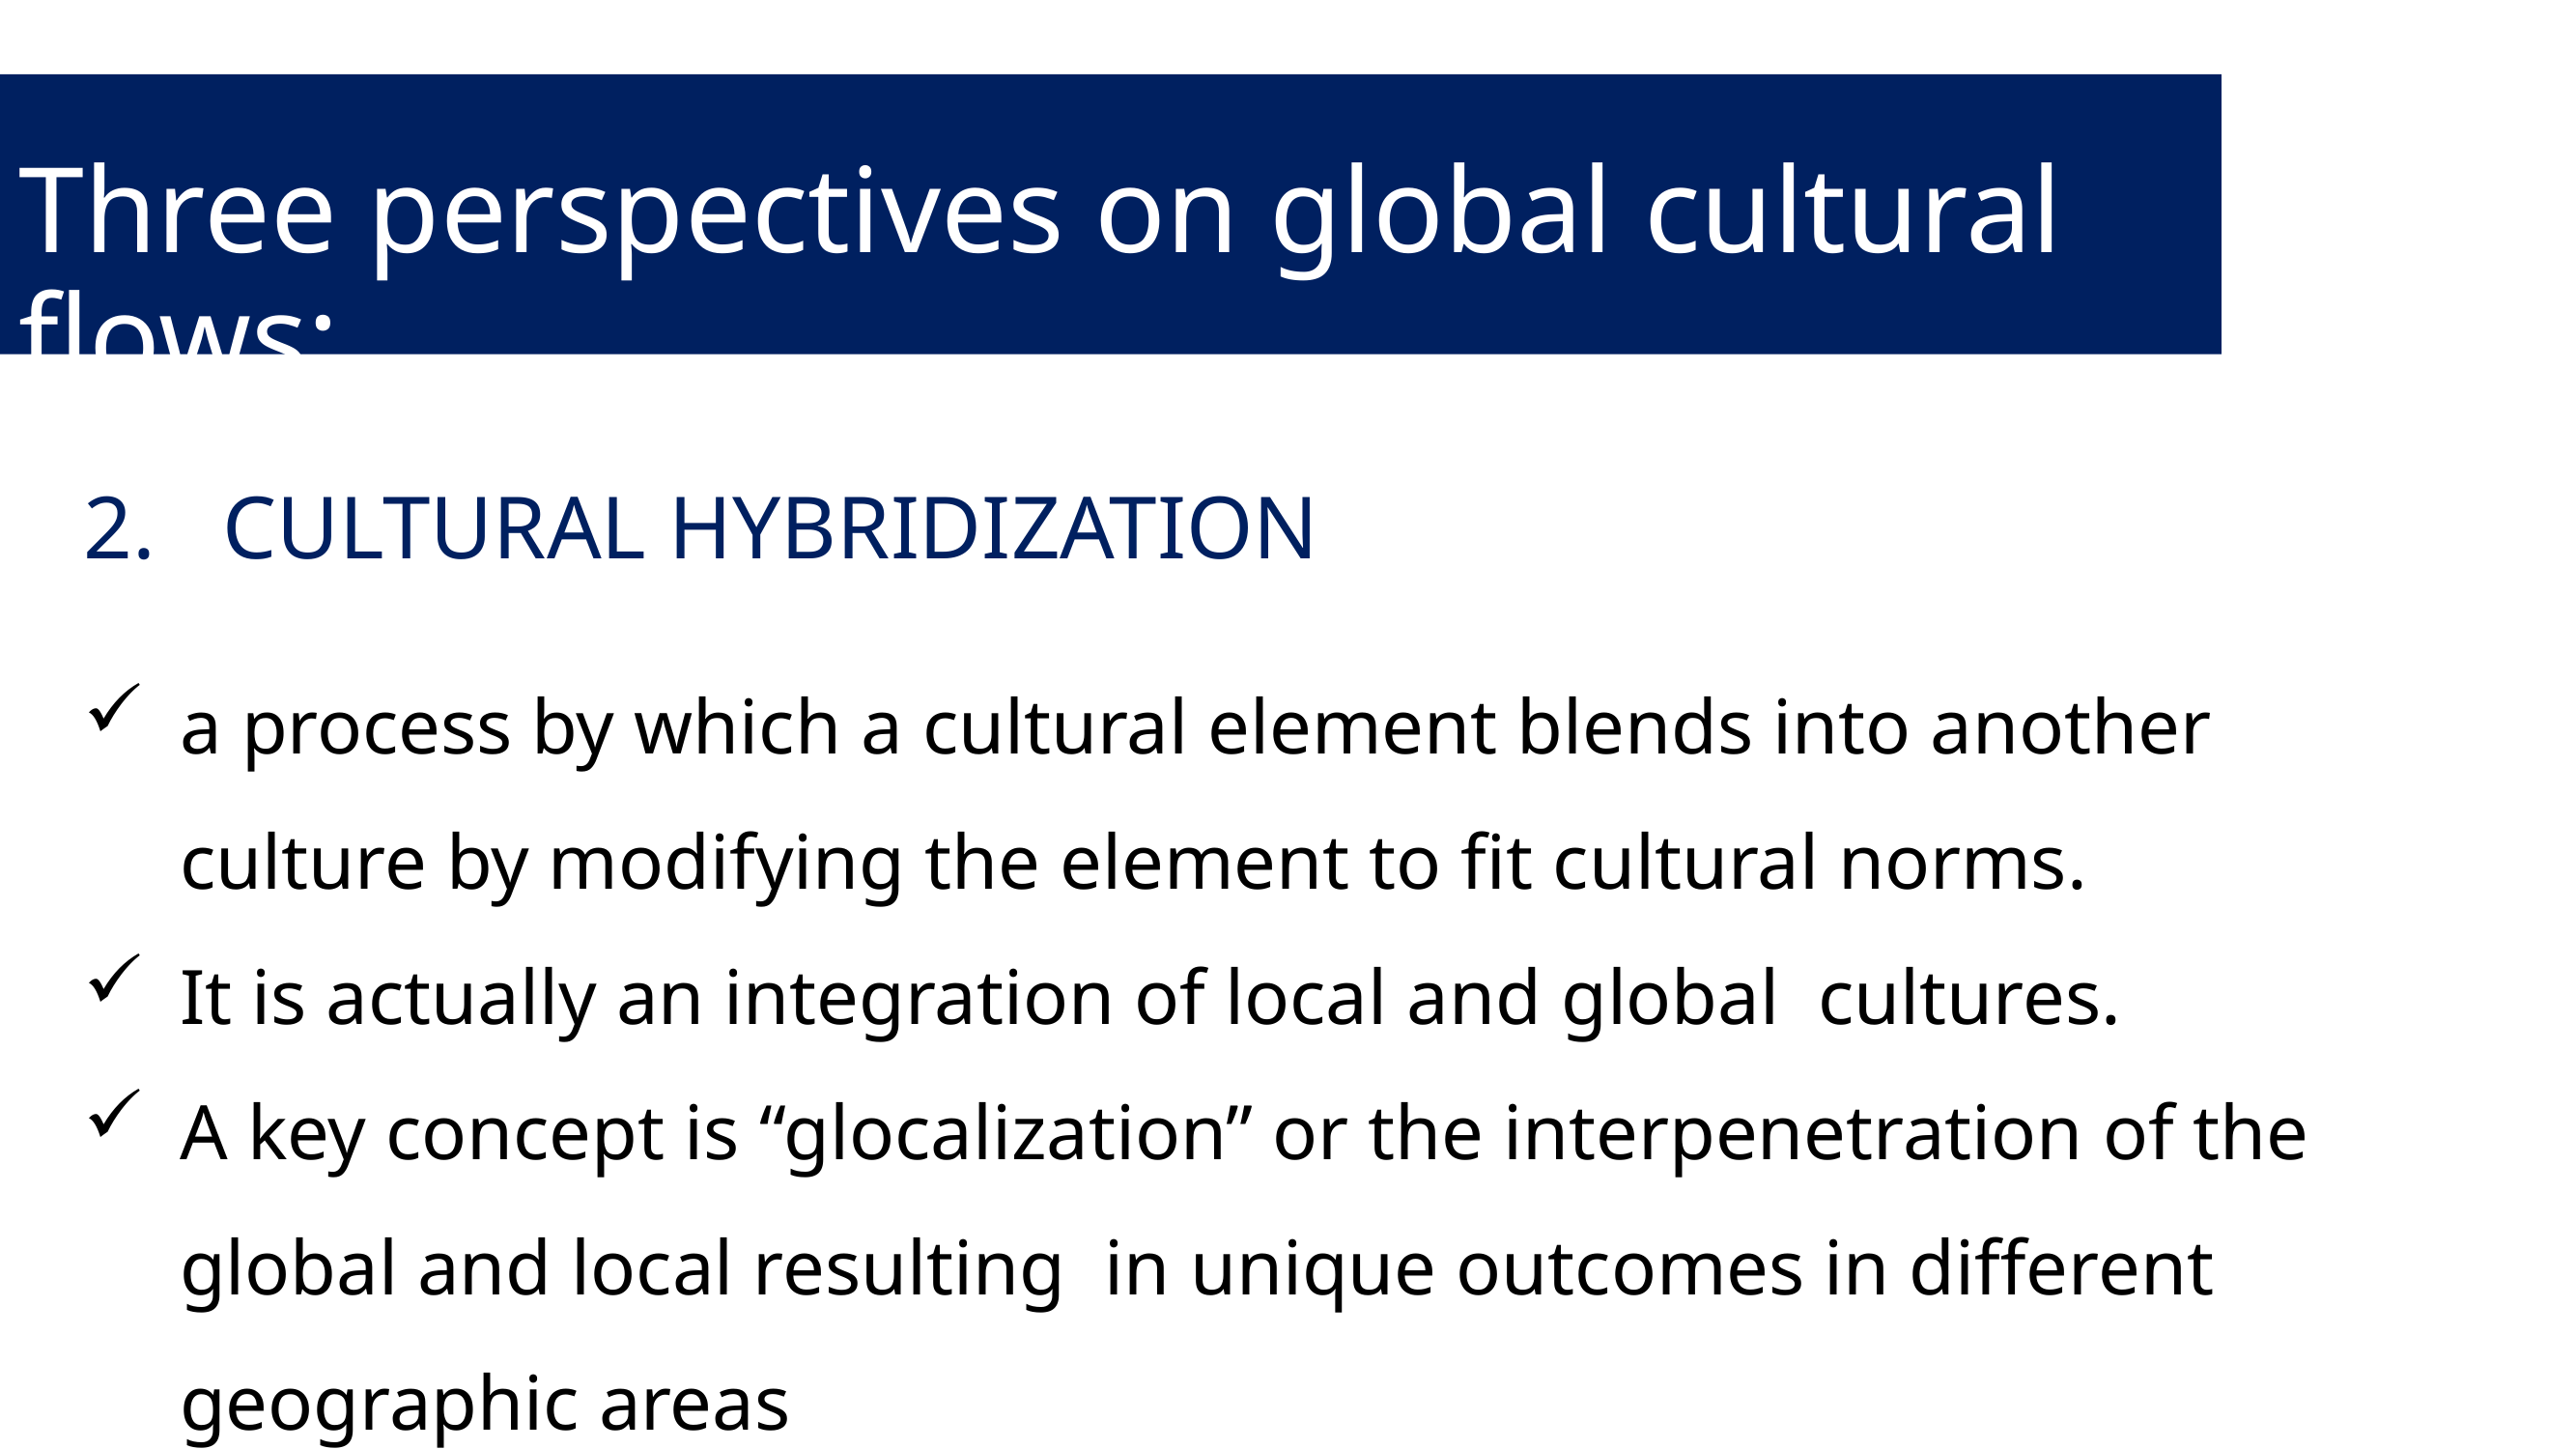 Three perspectives on global cultural
flows:
2. CULTURAL HYBRIDIZATION
✓ a process by which a cultural element blends into another
culture by modifying the element to fit cultural norms.
✓ It is actually an integration of local and global  cultures.
✓ A key concept is “glocalization” or the interpenetration of the
global and local resulting  in unique outcomes in different
geographic areas